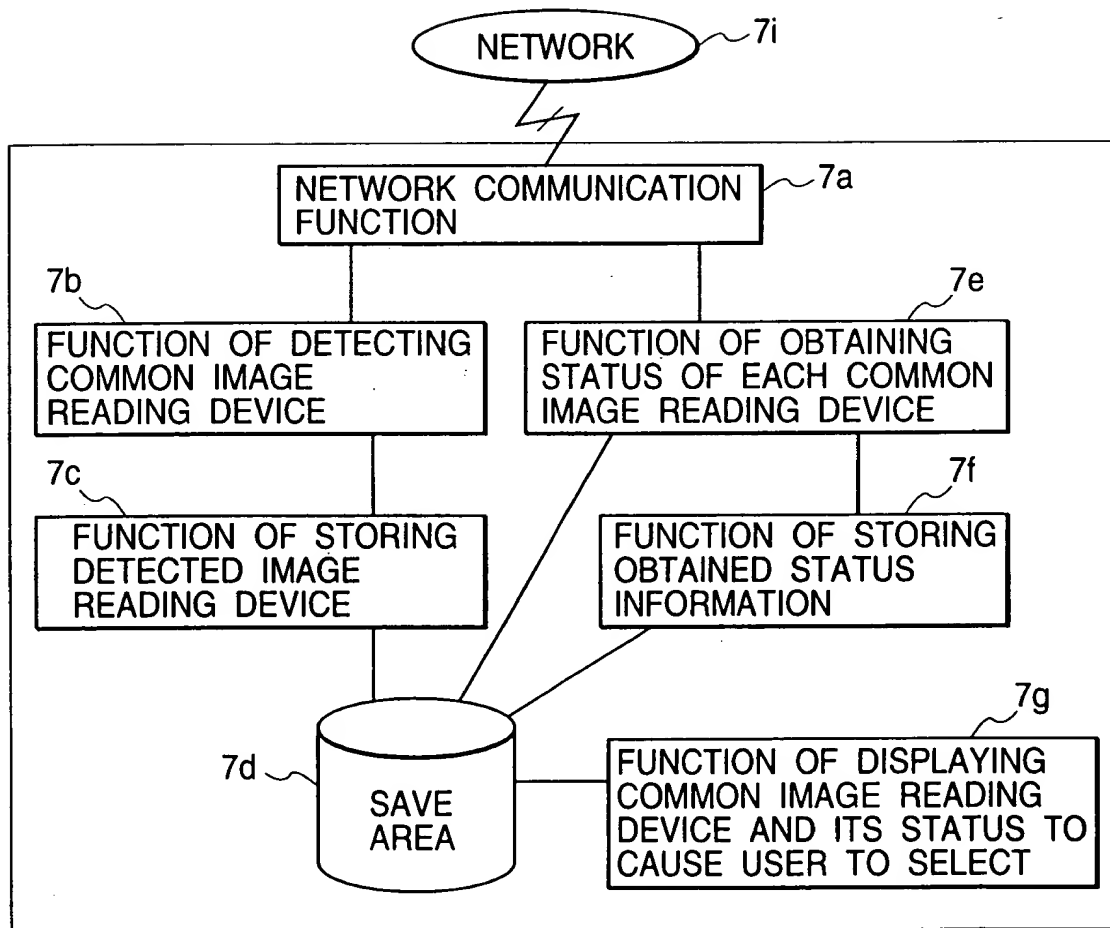 NETWORK
7i
NETWORK COMMUNICATION
FUNCTION
7a
7b
FUNCTION OF DETECTING
COMMON IMAGE
READING DEVICE
7e
FUNCTION OF OBTAINING
STATUS OF EACH COMMON
IMAGE READING DEVICE
7c
FUNCTION OF STORING
DETECTED IMAGE
READING DEVICE
7f
FUNCTION OF STORING
OBTAINED STATUS
INFORMATION
7d
SAVE
AREA
7g
FUNCTION OF DISPLAYING
COMMON IMAGE READING
DEVICE AND ITS STATUS TO
CAUSE USER TO SELECT